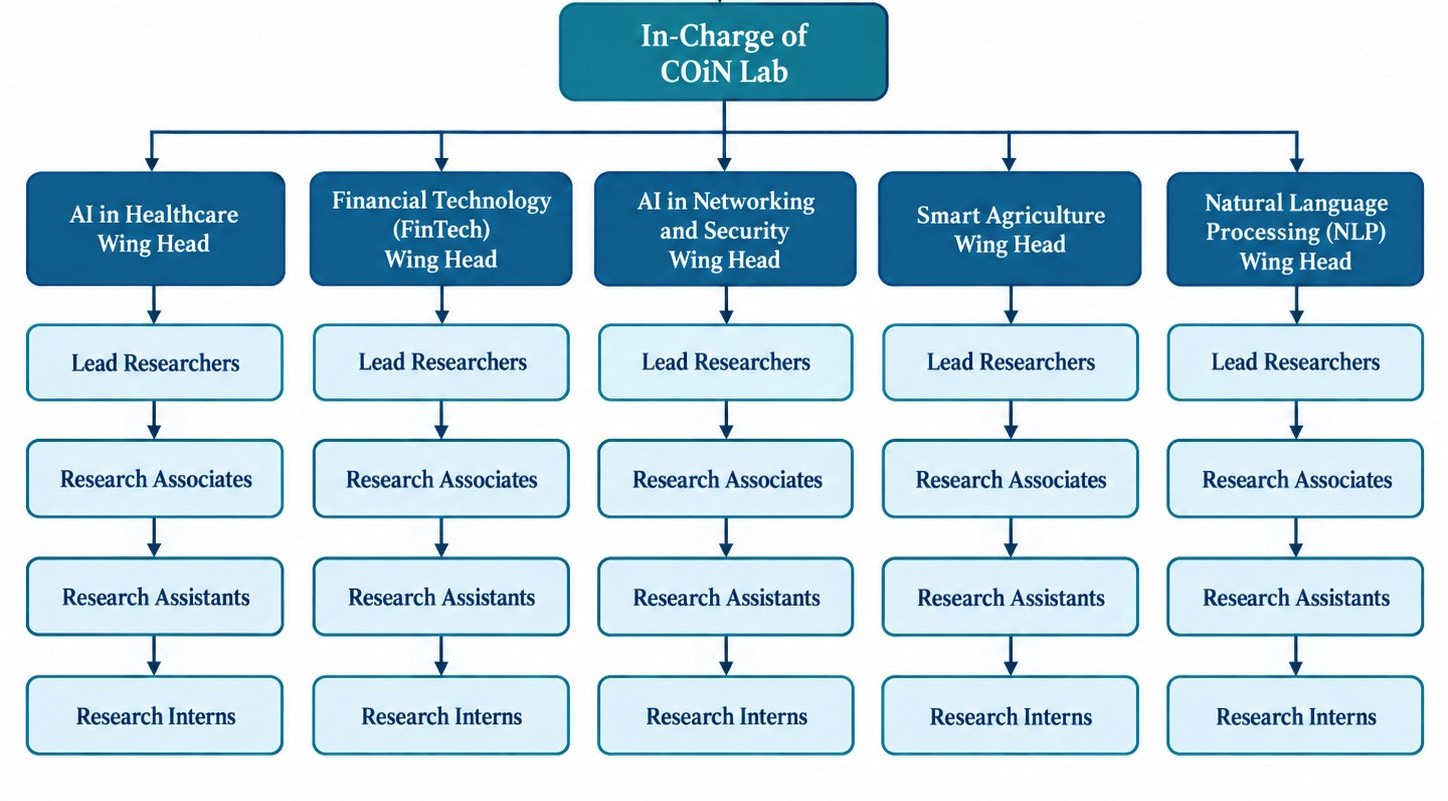 In-Charge of
COiN Lab
AI in Healthcare
Wing Head
Financial Technology
(FinTech)
Wing Head
AI in Networking
and Security
Wing Head
Smart Agriculture
Wing Head
Natural Language
Processing (NLP)
Wing Head
Lead Researchers
Lead Researchers
Lead Researchers
Lead Researchers
Lead Researchers
Research Associates
Research Associates
Research Associates
Research Associates
Research Associates
Research Assistants
Research Assistants
Research Assistants
Research Assistants
Research Assistants
Research Interns
Research Interns
Research Interns
Research Interns
Research Interns